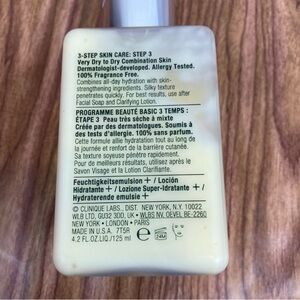 3-STEP SKIN CARE: STEP 3
Very Dry to Dry Combination Skin
Dermatologist-developed. Allergy Tested.
100% Fragrance Free.
Combines all-day hydration with skin-
strengthening ingredients. Silky texture
penetrates quickly. For best results, use after
Facial Soap and Clarifying Lotion.
PROGRAMME BEAUTÉ BASIC 3 TEMPS :
ÉTAPE 3 Peau très sèche à mixte
Créée par des dermatologues. Soumis à
des tests d'allergie. 100% sans parfum.
Cette formule allie hydratation tout au long de
la journée et renfort de la barrière cutanée.
Sa texture soyeuse pénètre rapidement.
Pour de meilleurs résultats, utiliser après le
Savon Visage et la Lotion Clarifiante.
Feuchtigkeitsemulsion + / Loción
Hidratante + / Lozione Super-Idratante + /
Hydraterende emulsie +
© CLINIQUE LABS., DIST. NEW YORK, N.Y. 10022
WLB LTD, GU32 3DD, UK • WLBS NV, OEVEL BE-2260
NEW YORK • LONDON • PARIS
MADE IN U.S.A. 7T5R
4.2 FL.OZ.LIQ./125 ml e 24M